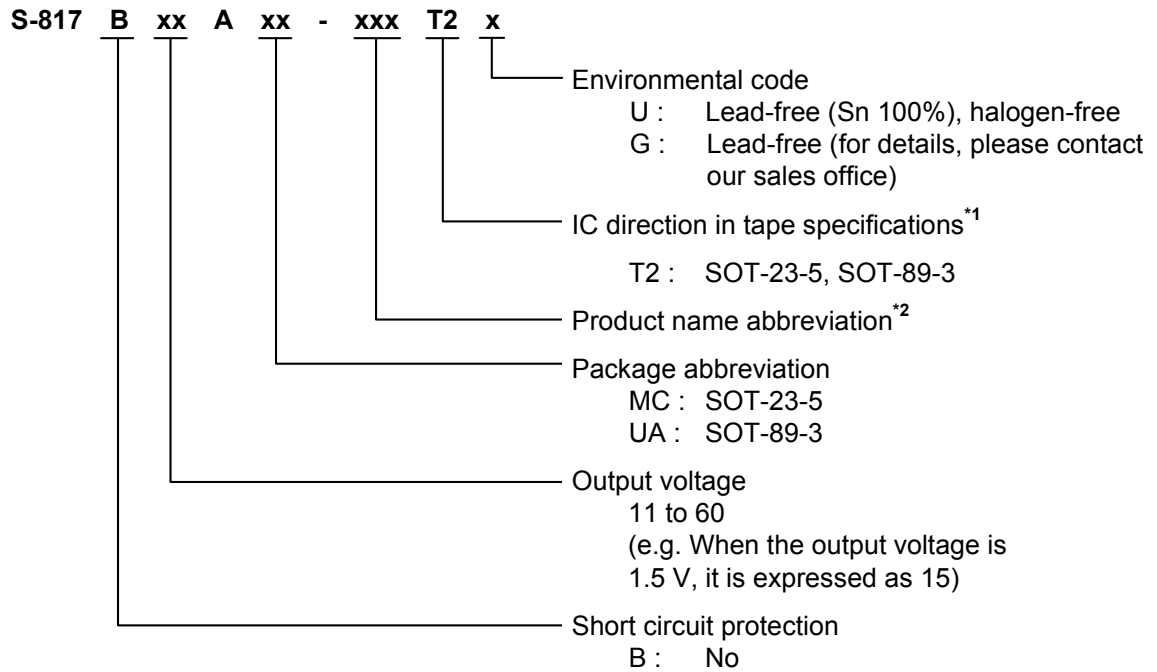 S-817 B xx A xx - xxx T2 x
Environmental code
U : Lead-free (Sn 100%), halogen-free
G : Lead-free (for details, please contact
our sales office)
IC direction in tape specifications*1
T2 : SOT-23-5, SOT-89-3
Product name abbreviation*2
Package abbreviation
MC : SOT-23-5
UA : SOT-89-3
Output voltage
11 to 60
(e.g. When the output voltage is
1.5 V, it is expressed as 15)
Short circuit protection
B : No